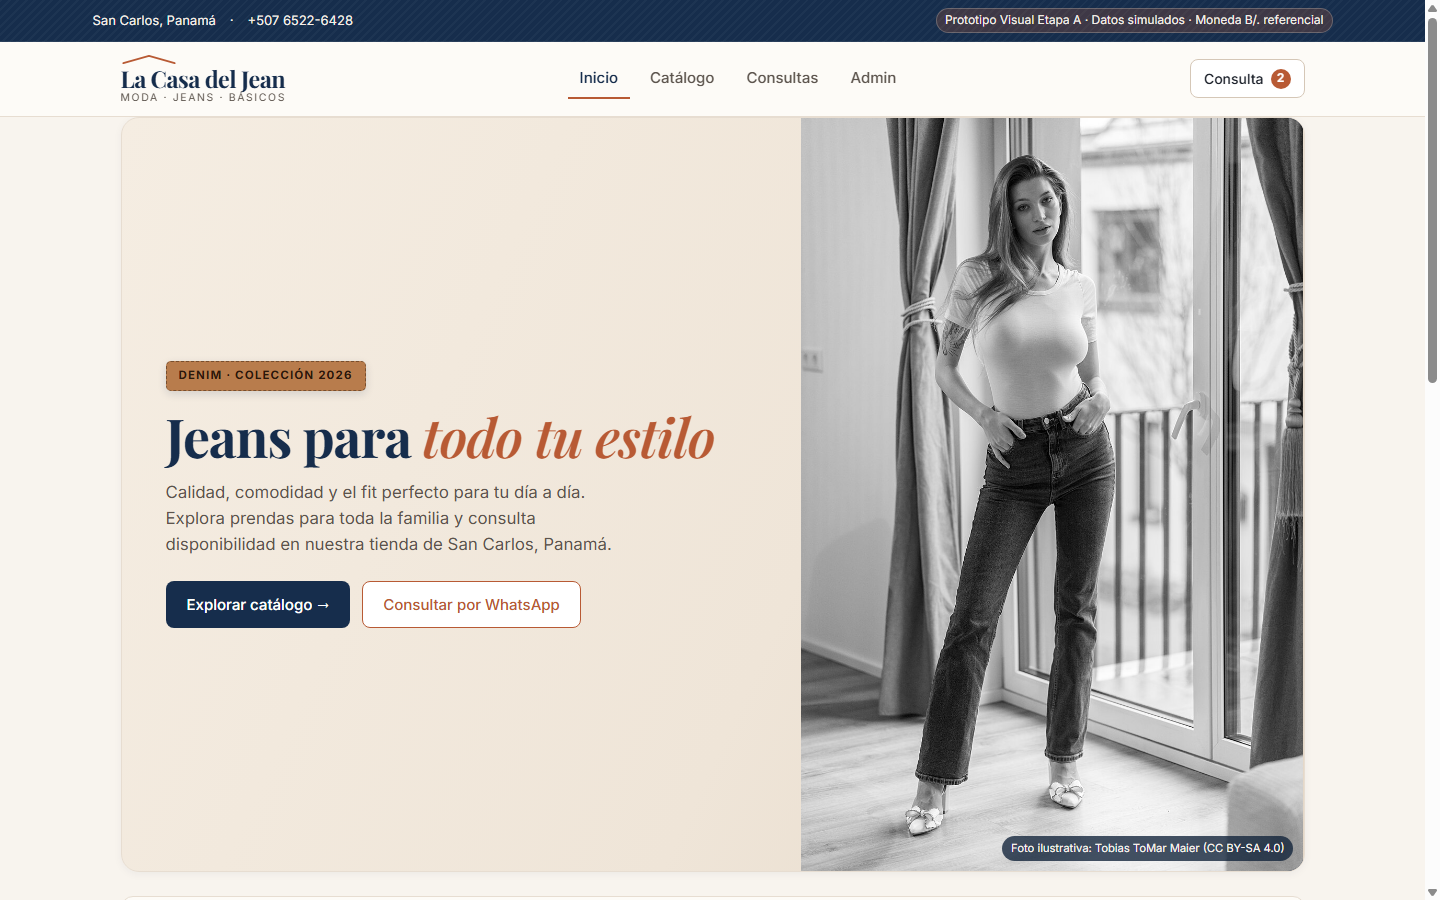 San Carlos, Panamá · +507 6522-6428
Prototipo Visual Etapa A · Datos simulados · Moneda B/. referencial
La Casa del Jean
MODA · JEANS · BÁSICOS
Inicio
Catálogo
Consultas
Admin
Consulta 2
DENIM · COLECCIÓN 2026
Jeans para todo tu estilo
Calidad, comodidad y el fit perfecto para tu día a día.
Explora prendas para toda la familia y consulta
disponibilidad en nuestra tienda de San Carlos, Panamá.
Explorar catálogo →
Consultar por WhatsApp
Foto ilustrativa: Tobias ToMar Maier (CC BY-SA 4.0)